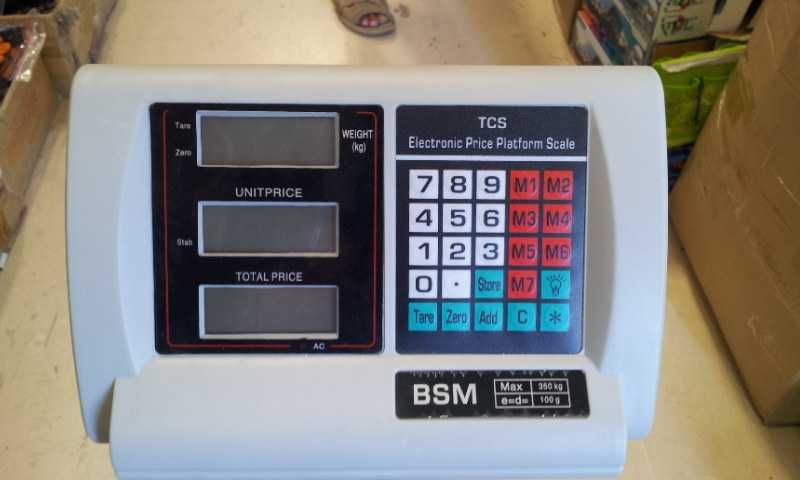 Tare
Zero
WEIGHT
(kg)
UNITPRICE
Stab
TOTAL PRICE
AC
TCS
Electronic Price Platform Scale
7 8 9 M1 M2
4 5 6 M3 M4
1 2 3 M5 M6
0 . Store M7
Tare Zero Add C *
BSM
Max 350 kg
e=d= 100 g